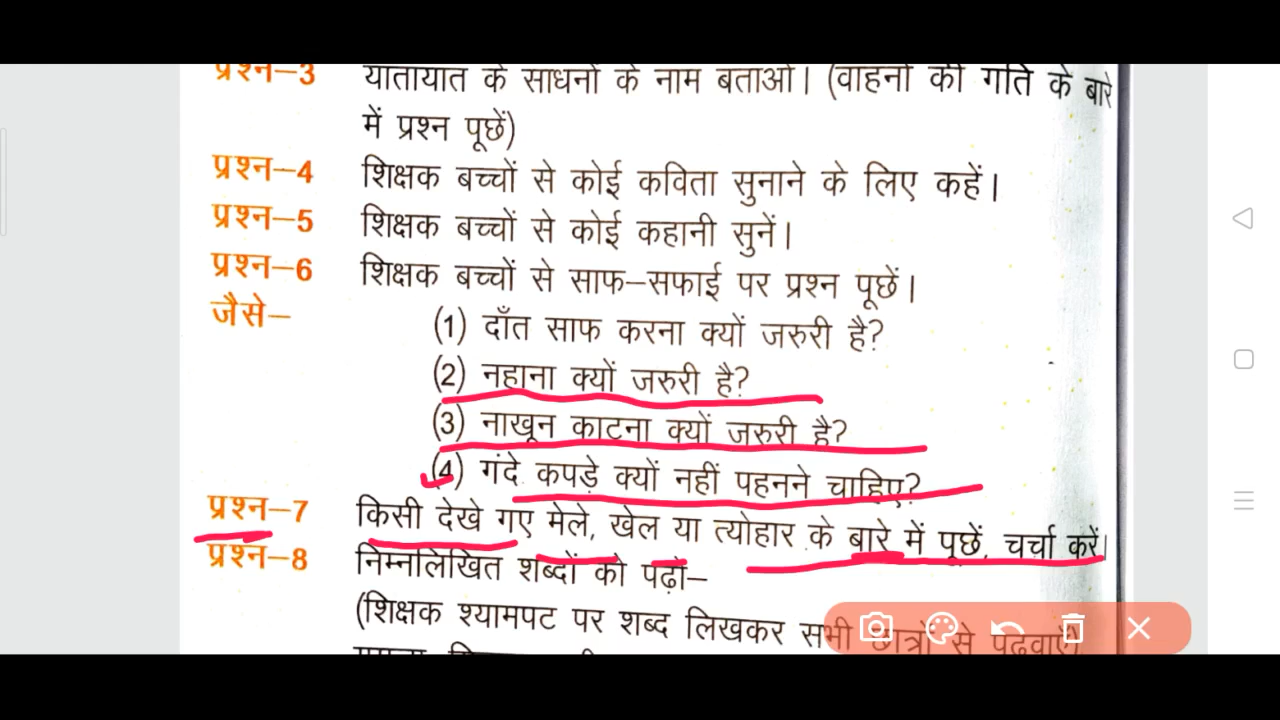 प्रश्न–3 यातायात के साधनों के नाम बताओ। (वाहनों की गति के बारे
में प्रश्न पूछें)
प्रश्न–4 शिक्षक बच्चों से कोई कविता सुनाने के लिए कहें।
प्रश्न–5 शिक्षक बच्चों से कोई कहानी सुनें।
प्रश्न–6 शिक्षक बच्चों से साफ–सफाई पर प्रश्न पूछें।
जैसे–
(1) दाँत साफ करना क्यों जरुरी है?
(2) नहाना क्यों जरुरी है?
(3) नाखून काटना क्यों जरुरी है?
(4) गंदे कपड़े क्यों नहीं पहनने चाहिए?
प्रश्न–7 किसी देखे गए मेले, खेल या त्योहार के बारे में पूछें, चर्चा करें।
प्रश्न–8 निम्नलिखित शब्दों को पढ़ो–
(शिक्षक श्यामपट पर शब्द लिखकर सभी छात्रों से पढवाएँ)